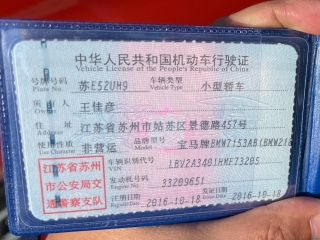 中华人民共和国机动车行驶证
Vehicle License of the People's Republic of China
号牌号码 苏E52UH9 车辆类型 小型轿车
Plate No. Vehicle Type
所有人 王佳彦
Owner
住址 江苏省苏州市姑苏区景德路457号
Address
使用性质 非营运 品牌型号 宝马牌BMW7153AB(BMW218
Use Character Model
江苏省苏州市公安局交通警察支队
车辆识别代号 LBV2A3401HME73205
VIN
发动机号码 33209651
Engine No.
注册日期 2016-10-18 发证日期 2016-10-18